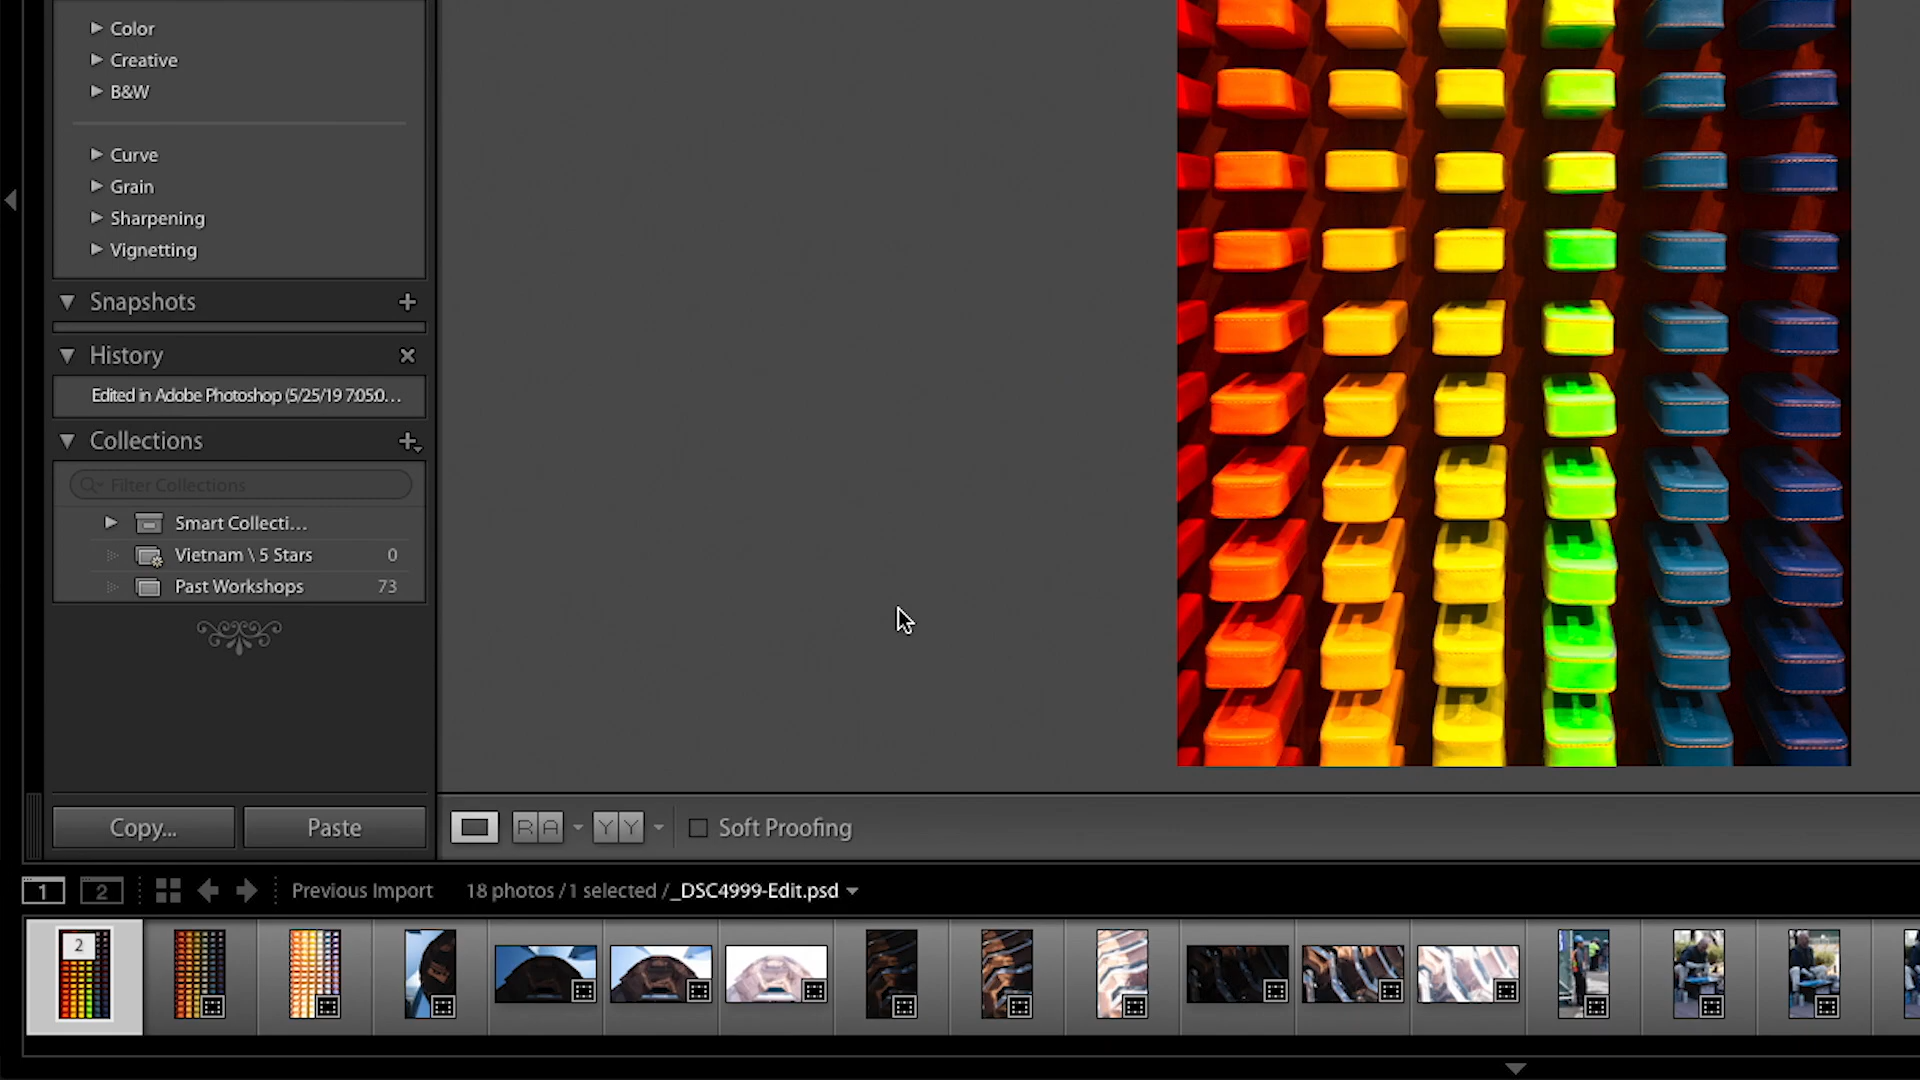 Color
Creative
B&W
Curve
Grain
Sharpening
Vignetting
Snapshots
History
Edited in Adobe Photoshop (5/25/19 7:05:0...
Collections
Filter Collections
Smart Collecti...
Vietnam \ 5 Stars 0
Past Workshops 73
Copy... Paste R A Y Y Soft Proofing
1 2 Previous Import 18 photos / 1 selected / _DSC4999-Edit.psd
2